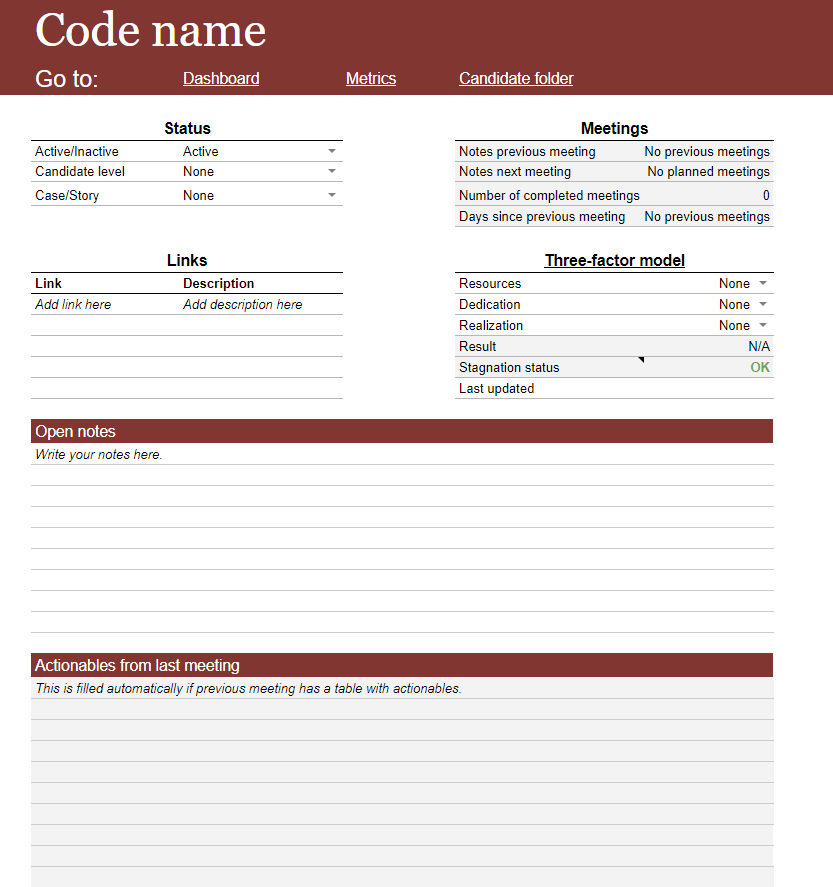 Code name
Go to: Dashboard Metrics Candidate folder
Status
Active/Inactive Active
Candidate level None
Case/Story None
Meetings
Notes previous meeting No previous meetings
Notes next meeting No planned meetings
Number of completed meetings 0
Days since previous meeting No previous meetings
Links
Link Description
Add link here Add description here
Three-factor model
Resources None
Dedication None
Realization None
Result N/A
Stagnation status OK
Last updated
Open notes
Write your notes here.
Actionables from last meeting
This is filled automatically if previous meeting has a table with actionables.